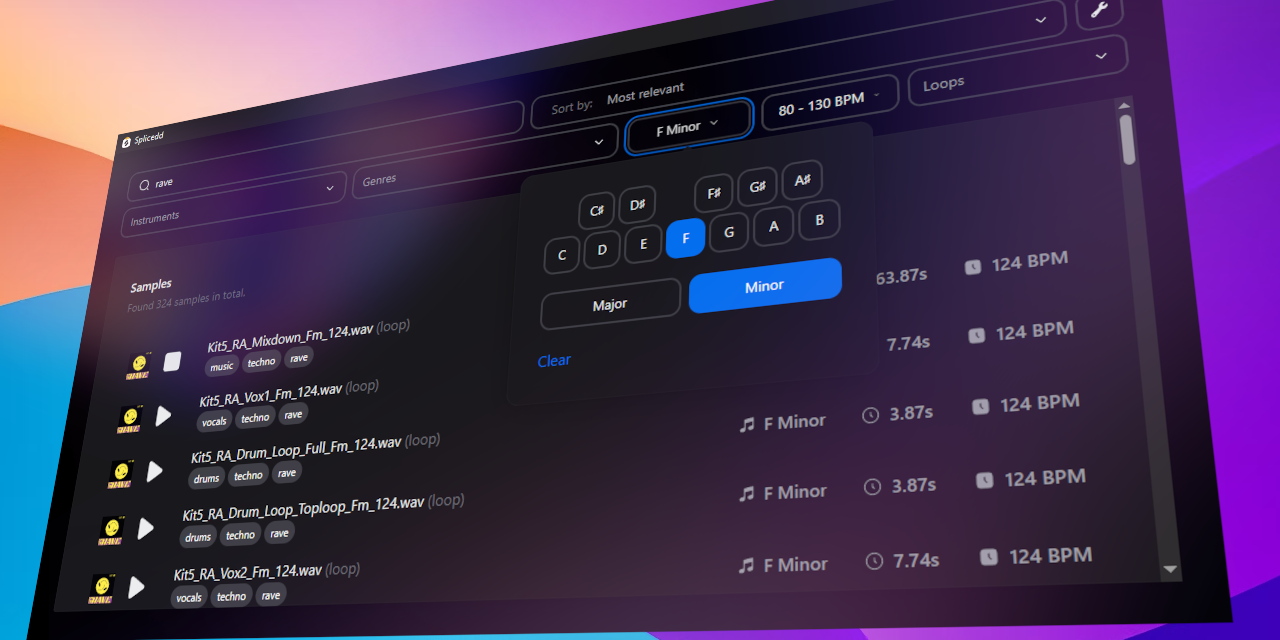 Splicedd
rave
Sort by: Most relevant
Instruments
Genres
F Minor
80 - 130 BPM
Loops
C♯ D♯ F♯ G♯ A♯
C D E F G A B
Major Minor
Clear
Samples
Found 324 samples in total.
Kit5_RA_Mixdown_Fm_124.wav (loop)
music techno rave
63.87s 124 BPM
Kit5_RA_Vox1_Fm_124.wav (loop)
vocals techno rave
7.74s 124 BPM
Kit5_RA_Drum_Loop_Full_Fm_124.wav (loop)
drums techno rave
F Minor 3.87s 124 BPM
Kit5_RA_Drum_Loop_Toploop_Fm_124.wav (loop)
drums techno rave
F Minor 3.87s 124 BPM
Kit5_RA_Vox2_Fm_124.wav (loop)
vocals techno rave
F Minor 7.74s 124 BPM